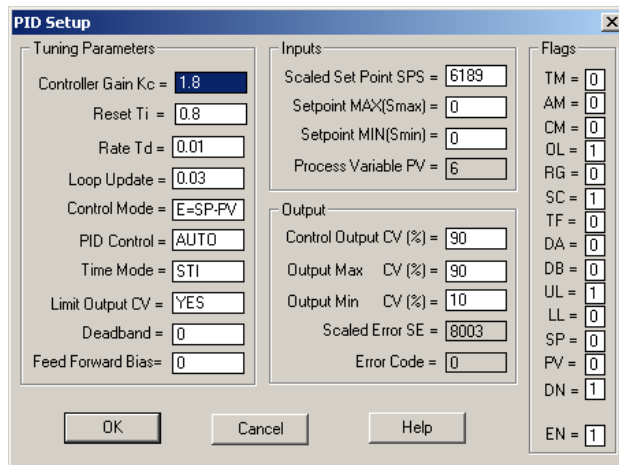 PID Setup
Tuning Parameters
Controller Gain Kc = 1.8
Reset Ti = 0.8
Rate Td = 0.01
Loop Update = 0.03
Control Mode = E=SP-PV
PID Control = AUTO
Time Mode = STI
Limit Output CV = YES
Deadband = 0
Feed Forward Bias= 0
Inputs
Scaled Set Point SPS = 6189
Setpoint MAX(Smax) = 0
Setpoint MIN(Smin) = 0
Process Variable PV = 6
Output
Control Output CV (%) = 90
Output Max CV (%) = 90
Output Min CV (%) = 10
Scaled Error SE = 8003
Error Code = 0
Flags
TM = 0
AM = 0
CM = 0
OL = 1
RG = 0
SC = 1
TF = 0
DA = 0
DB = 0
UL = 1
LL = 0
SP = 0
PV = 0
DN = 1
EN = 1
OK
Cancel
Help